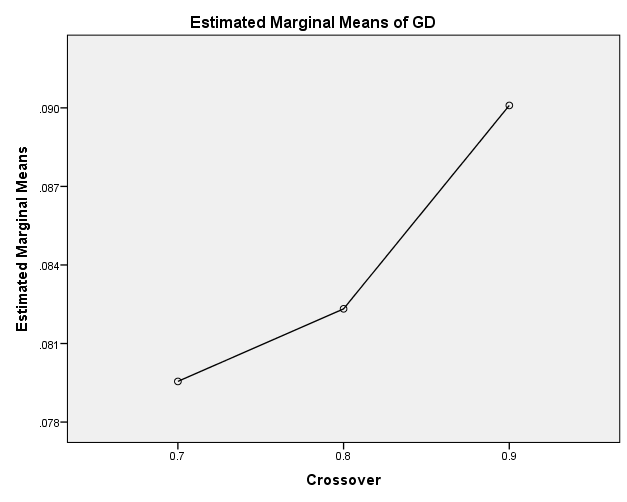 Estimated Marginal Means of GD
Estimated Marginal Means
.090
.087
.084
.081
.078
0.7 0.8 0.9
Crossover